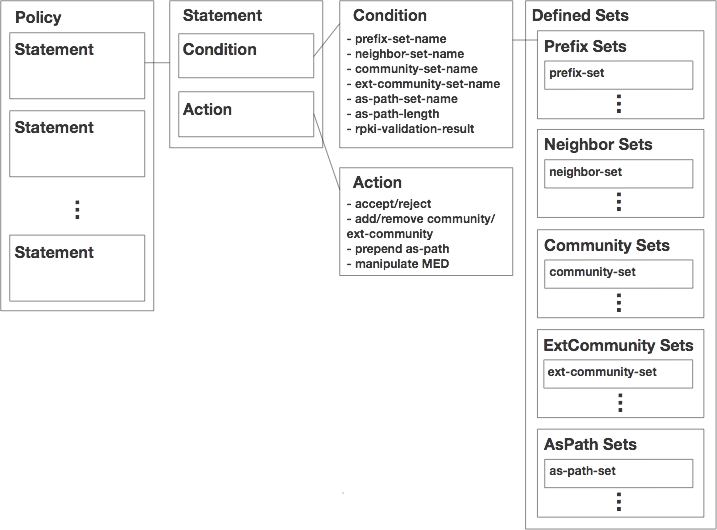 Policy
Statement
Statement
Statement
Statement
Condition
Action
Condition
- prefix-set-name
- neighbor-set-name
- community-set-name
- ext-community-set-name
- as-path-set-name
- as-path-length
- rpki-validation-result
Action
- accept/reject
- add/remove community/
ext-community
- prepend as-path
- manipulate MED
Defined Sets
Prefix Sets
prefix-set
Neighbor Sets
neighbor-set
Community Sets
community-set
ExtCommunity Sets
ext-community-set
AsPath Sets
as-path-set